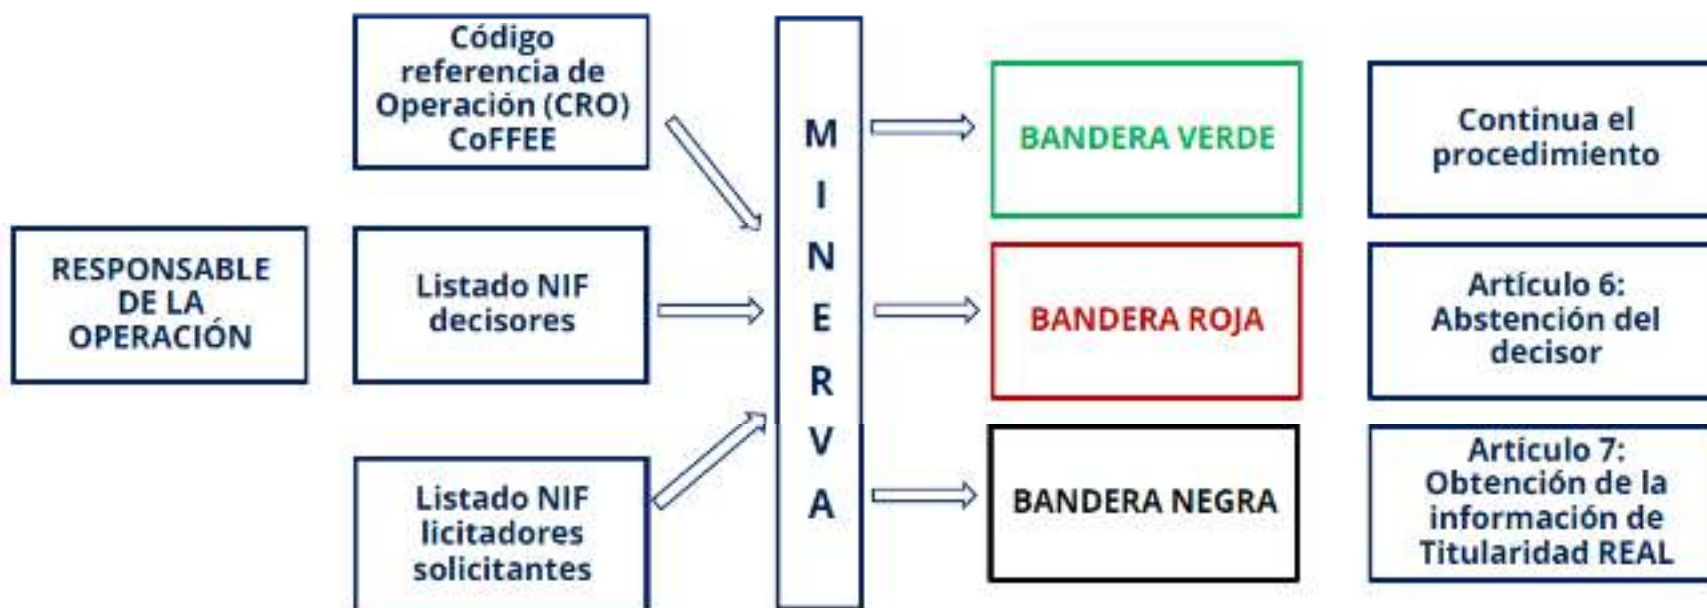 RESPONSABLE
DE LA
OPERACIÓN
Código
referencia de
Operación (CRO)
CoFFEE
Listado NIF
decisores
Listado NIF
licitadores
solicitantes
M
I
N
E
R
V
A
BANDERA VERDE
Continua el
procedimiento
BANDERA ROJA
Artículo 6:
Abstención del
decisor
BANDERA NEGRA
Artículo 7:
Obtención de la
información de
Titularidad REAL